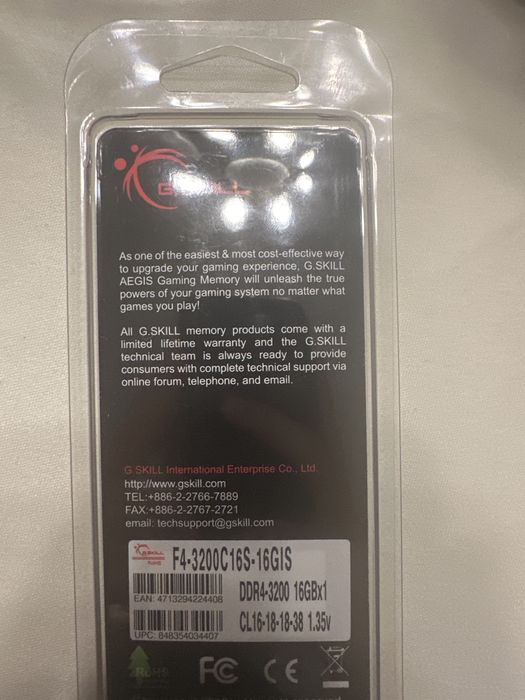 G.SKILL
As one of the easiest & most cost-effective way
to upgrade your gaming experience, G.SKILL
AEGIS Gaming Memory will unleash the true
powers of your gaming system no matter what
games you play!
All G.SKILL memory products come with a
limited lifetime warranty and the G.SKILL
technical team is always ready to provide
consumers with complete technical support via
online forum, telephone, and email.
G.SKILL International Enterprise Co., Ltd.
http://www.gskill.com
TEL:+886-2-2766-7889
FAX:+886-2-2767-2721
email: techsupport@gskill.com
G.SKILL
RoHS
F4-3200C16S-16GIS
DDR4-3200 16GBx1
EAN: 4713294224408
CL16-18-18-38 1.35v
UPC: 848354034407
RoHS
FC CE